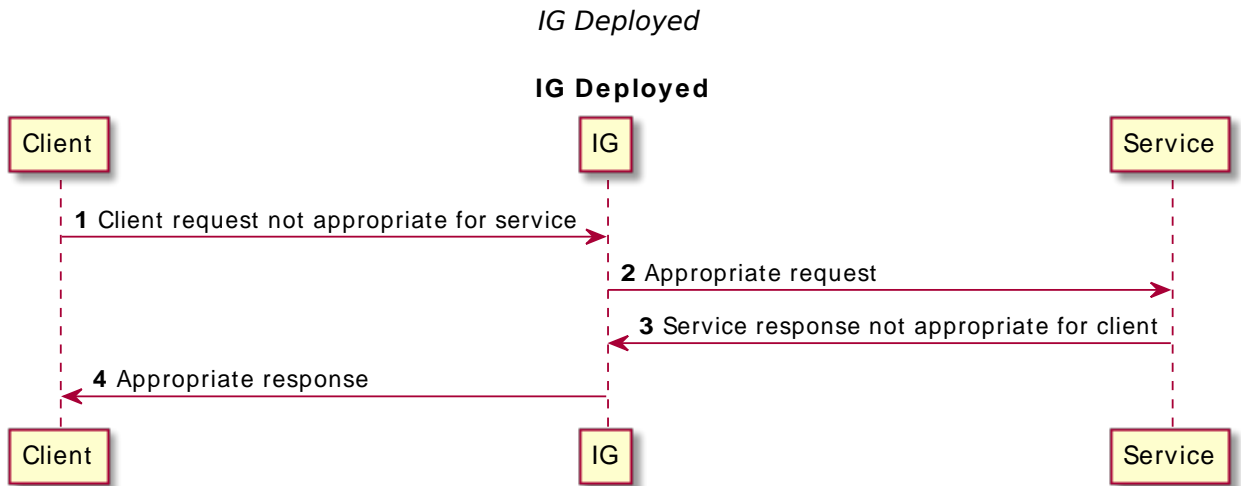 IG Deployed
IG Deployed
Client IG Service
1 Client request not appropriate for service
2 Appropriate request
3 Service response not appropriate for client
4 Appropriate response
Client IG Service